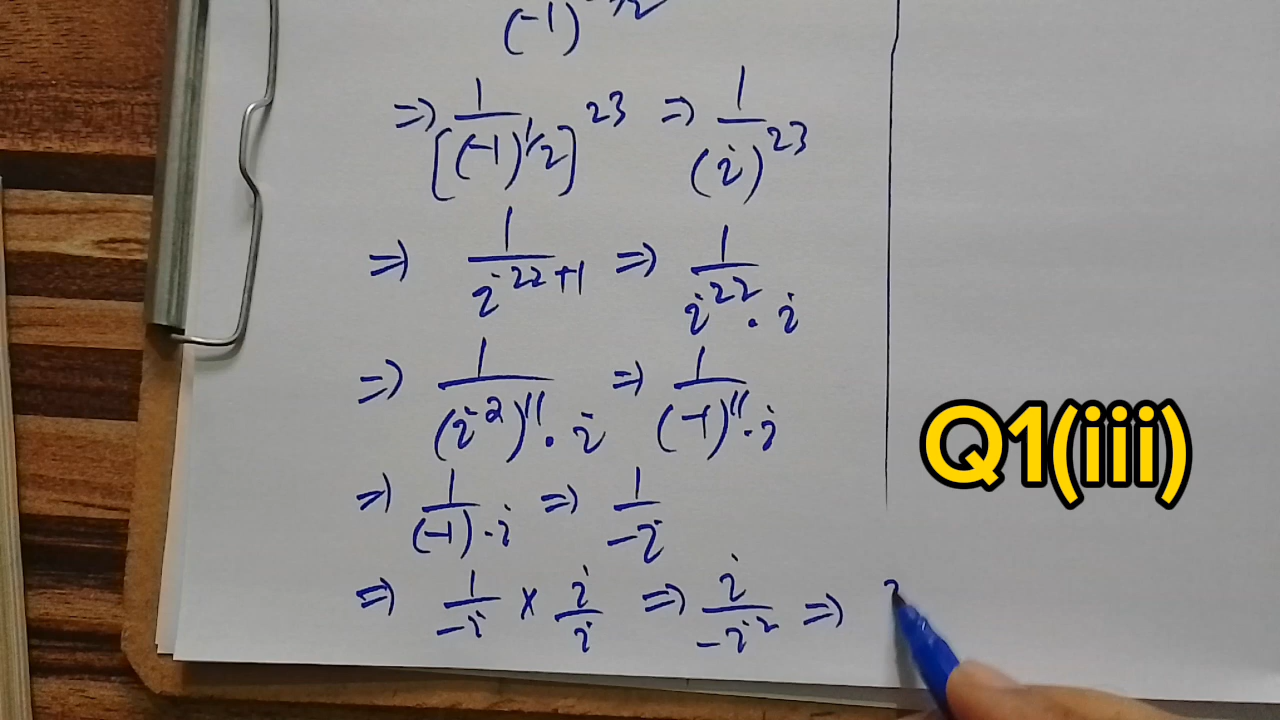 (-1)
=> 1/[(-1)^1/2]^23 => 1/(i)^23
=> 1/i^22+1 => 1/i^22 . i
=> 1/(i^2)^11 . i => 1/(-1)^11 . i
=> 1/(-1) . i => 1/-i
=> 1/-i × i/i => i/-i^2 =>
Q1(iii)